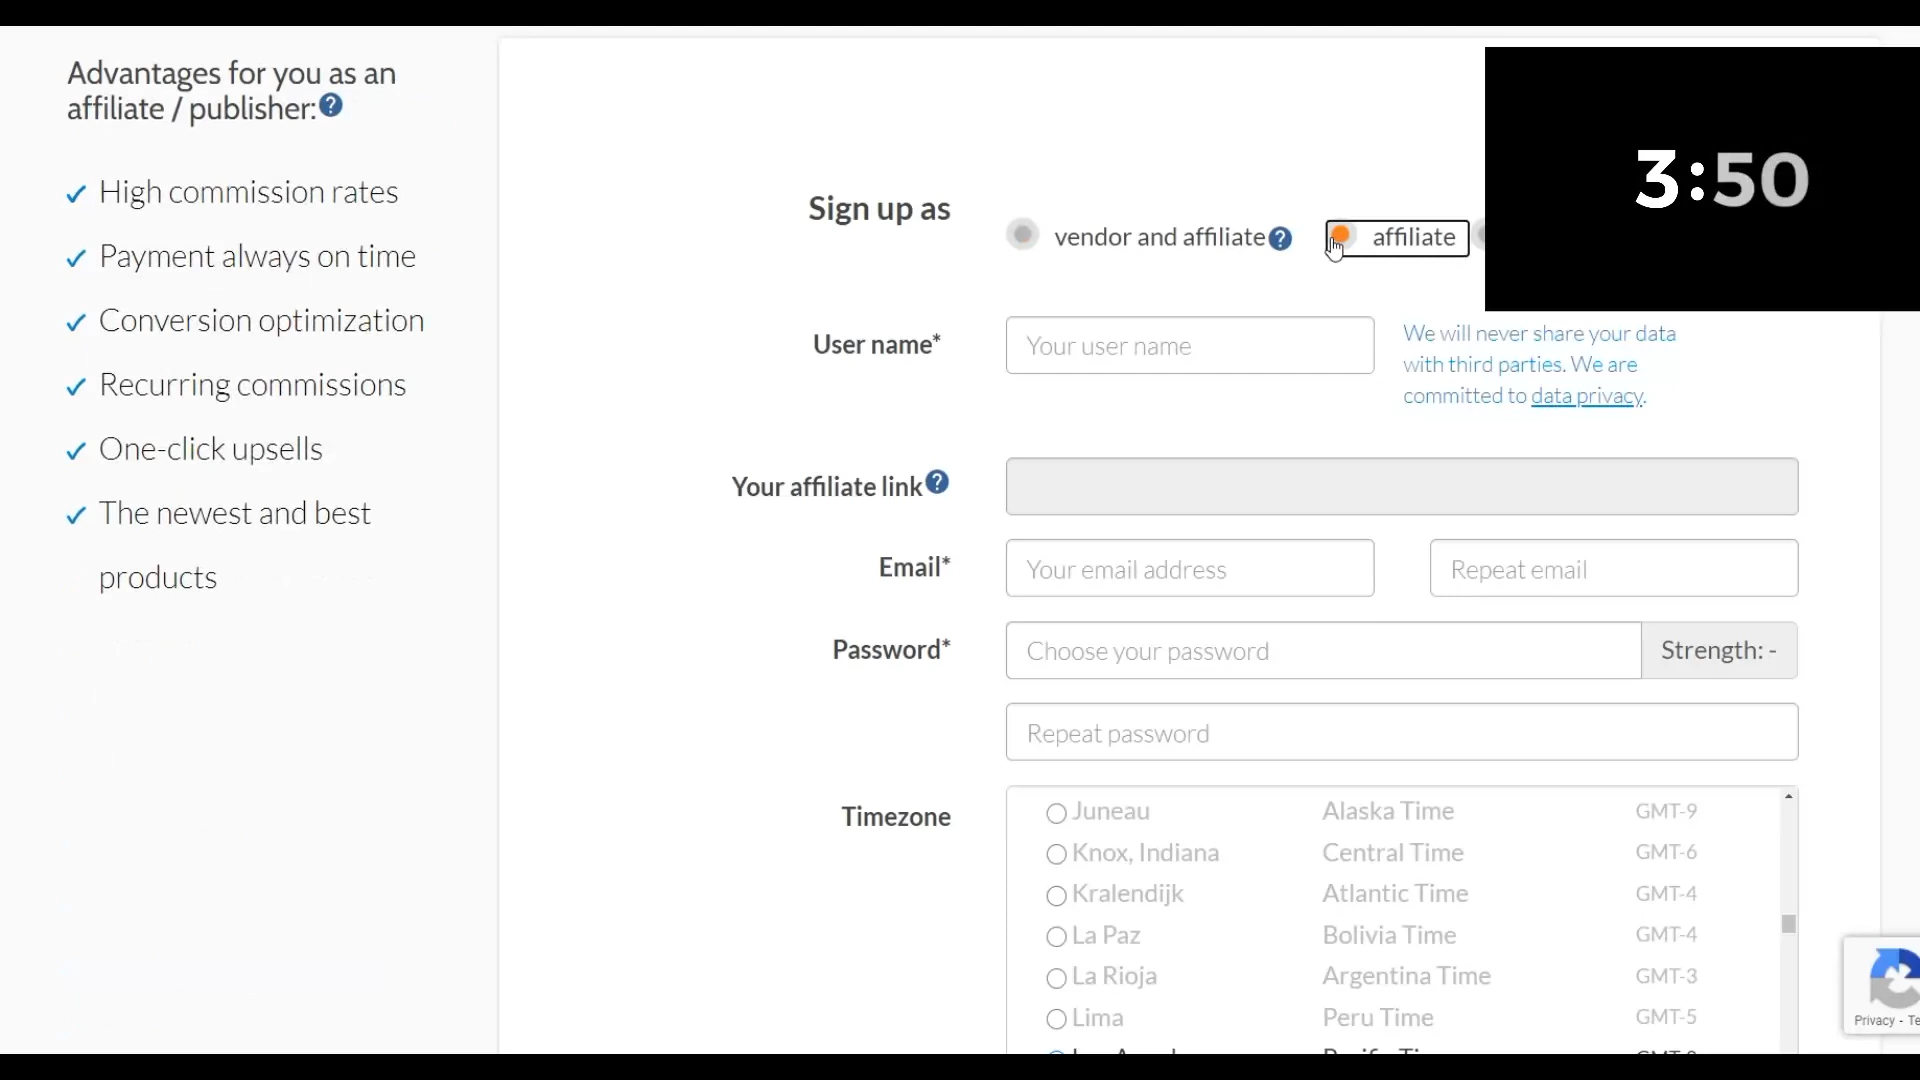 Advantages for you as an
affiliate / publisher:
High commission rates
Payment always on time
Conversion optimization
Recurring commissions
One-click upsells
The newest and best
products
3:50
Sign up as
vendor and affiliate
affiliate
User name*
Your user name
We will never share your data
with third parties. We are
committed to data privacy.
Your affiliate link
Email*
Your email address
Repeat email
Password*
Choose your password
Strength: -
Repeat password
Timezone
Juneau Alaska Time GMT-9
Knox, Indiana Central Time GMT-6
Kralendijk Atlantic Time GMT-4
La Paz Bolivia Time GMT-4
La Rioja Argentina Time GMT-3
Lima Peru Time GMT-5
Privacy - Te